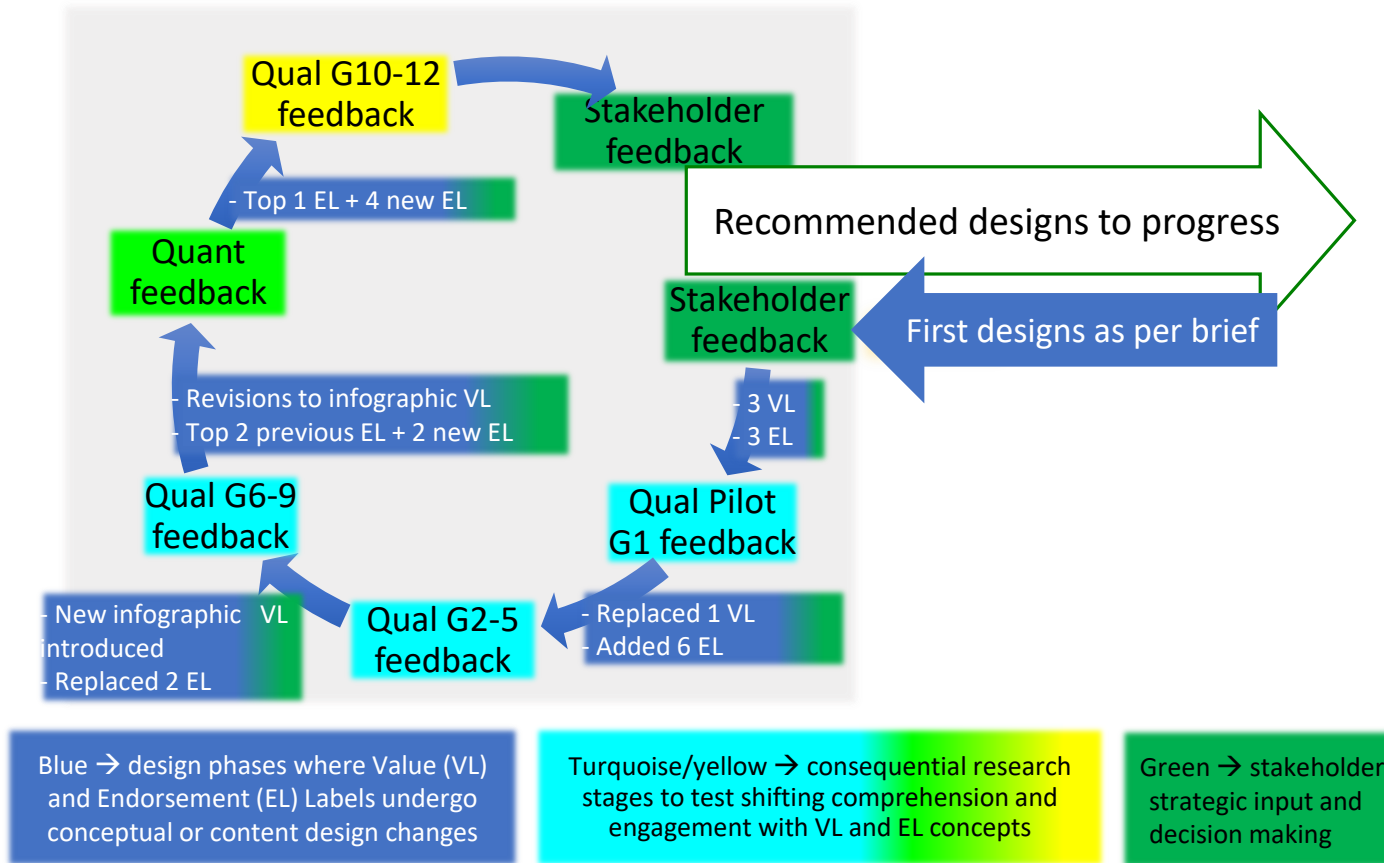 Qual G10-12
feedback
Stakeholder
feedback
- Top 1 EL + 4 new EL
Recommended designs to progress
Quant
feedback
Stakeholder
feedback
First designs as per brief
- Revisions to infographic VL
- Top 2 previous EL + 2 new EL
- 3 VL
- 3 EL
Qual G6-9
feedback
Qual Pilot
G1 feedback
- New infographic VL
introduced
- Replaced 2 EL
Qual G2-5
feedback
- Replaced 1 VL
- Added 6 EL
Blue → design phases where Value (VL)
and Endorsement (EL) Labels undergo
conceptual or content design changes
Turquoise/yellow → consequential research
stages to test shifting comprehension and
engagement with VL and EL concepts
Green → stakeholder
strategic input and
decision making